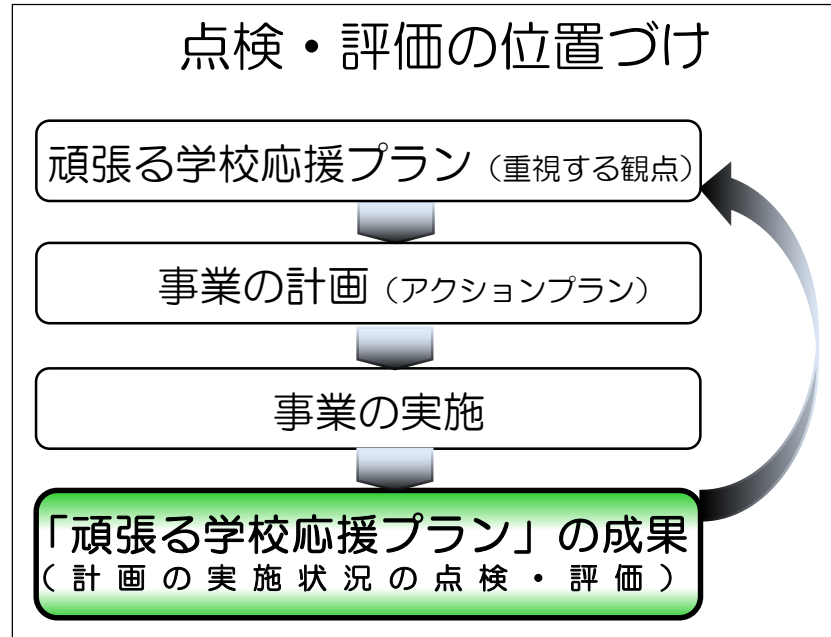 点検・評価の位置づけ
頑張る学校応援プラン（重視する観点）
事業の計画（アクションプラン）
事業の実施
「頑張る学校応援プラン」の成果
（計画の実施状況の点検・評価）